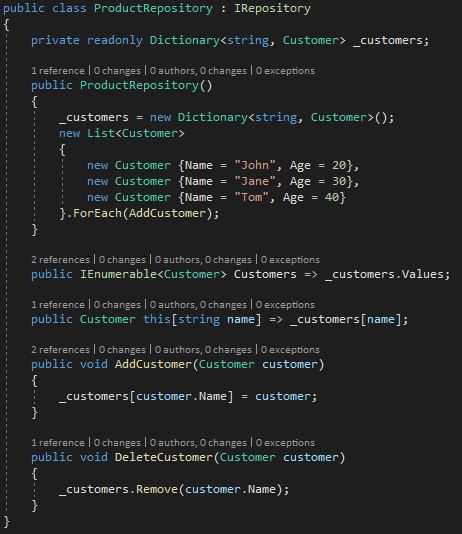 public class ProductRepository : IRepository
{
    private readonly Dictionary<string, Customer> _customers;
    1 reference | 0 changes | 0 authors, 0 changes | 0 exceptions
    public ProductRepository()
    {
        _customers = new Dictionary<string, Customer>();
        new List<Customer>
        {
            new Customer {Name = "John", Age = 20},
            new Customer {Name = "Jane", Age = 30},
            new Customer {Name = "Tom", Age = 40}
        }.ForEach(AddCustomer);
    }
    2 references | 0 changes | 0 authors, 0 changes | 0 exceptions
    public IEnumerable<Customer> Customers => _customers.Values;
    1 reference | 0 changes | 0 authors, 0 changes | 0 exceptions
    public Customer this[string name] => _customers[name];
    2 references | 0 changes | 0 authors, 0 changes | 0 exceptions
    public void AddCustomer(Customer customer)
    {
        _customers[customer.Name] = customer;
    }
    1 reference | 0 changes | 0 authors, 0 changes | 0 exceptions
    public void DeleteCustomer(Customer customer)
    {
        _customers.Remove(customer.Name);
    }
}